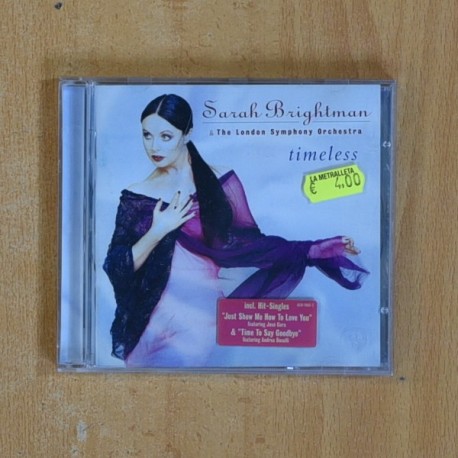 Sarah Brightman
& The London Symphony Orchestra
timeless
LA METRALLETA
€ 4,00
incl. Hit-Singles
"Just Show Me How To Love You"
featuring José Cura
& "Time To Say Goodbye"
featuring Andrea Bocelli